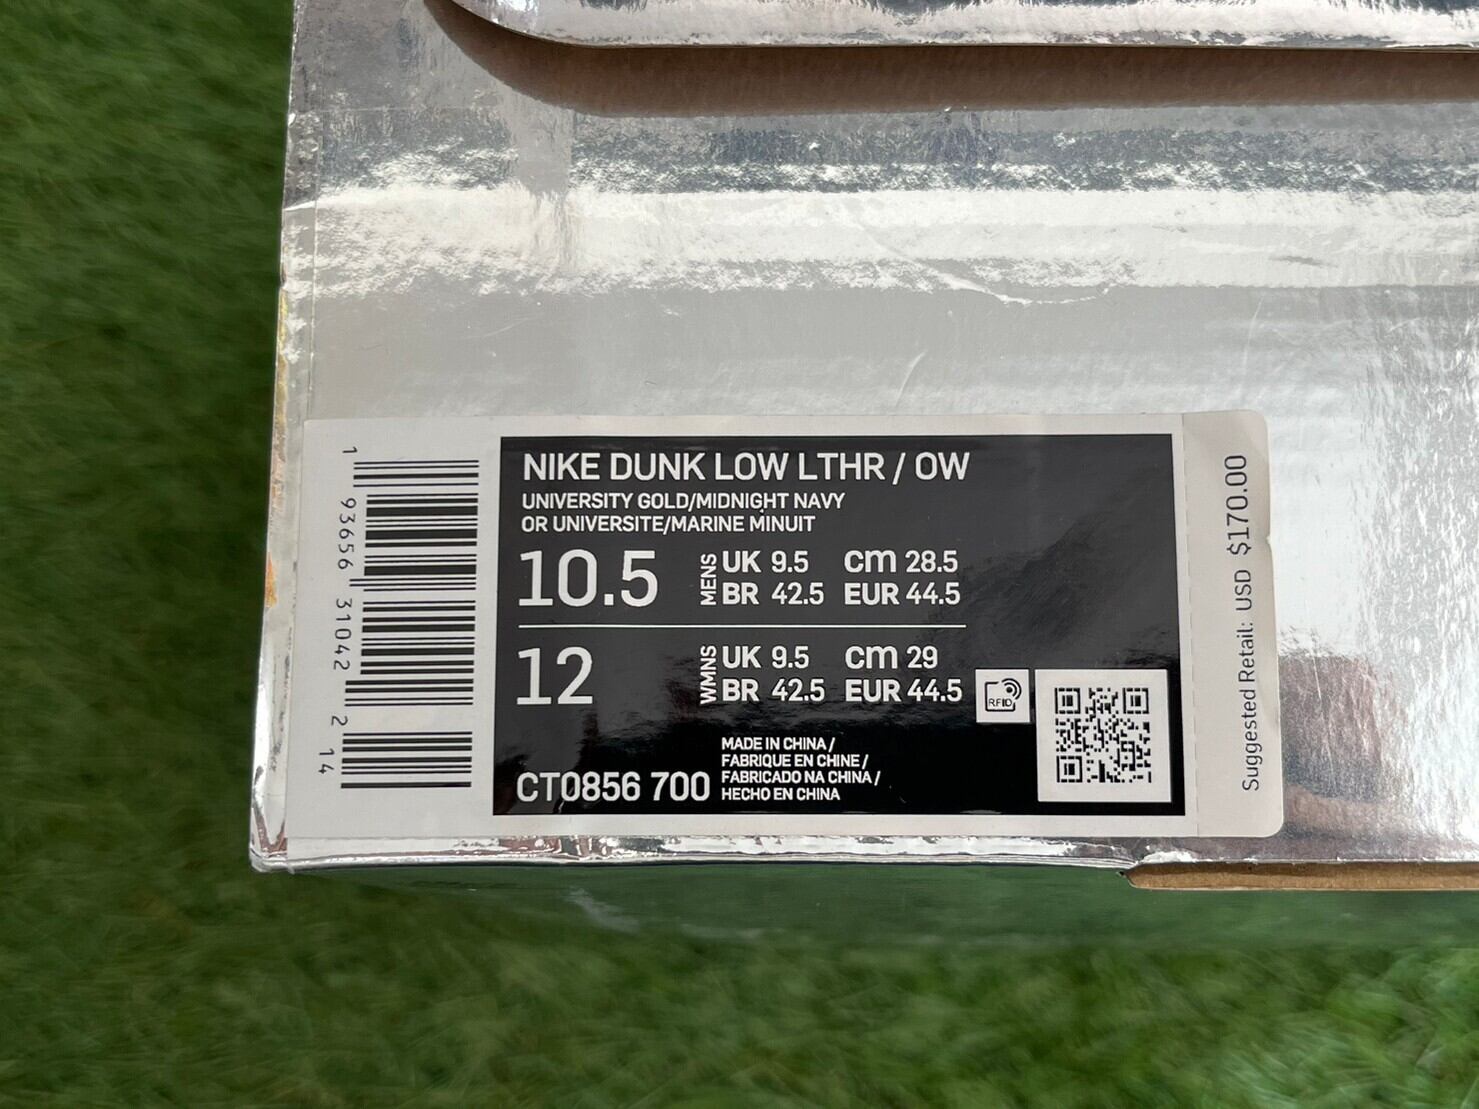 NIKE DUNK LOW LTHR / OW
UNIVERSITY GOLD/MIDNIGHT NAVY
OR UNIVERSITE/MARINE MINUIT
10.5 MENS UK 9.5 CM 28.5
BR 42.5 EUR 44.5
12 WMNS UK 9.5 CM 29
BR 42.5 EUR 44.5
RFID
MADE IN CHINA /
FABRIQUE EN CHINE /
FABRICADO NA CHINA /
HECHO EN CHINA
CT0856 700
1 93656 31042 2 14
Suggested Retail: USD $170.00